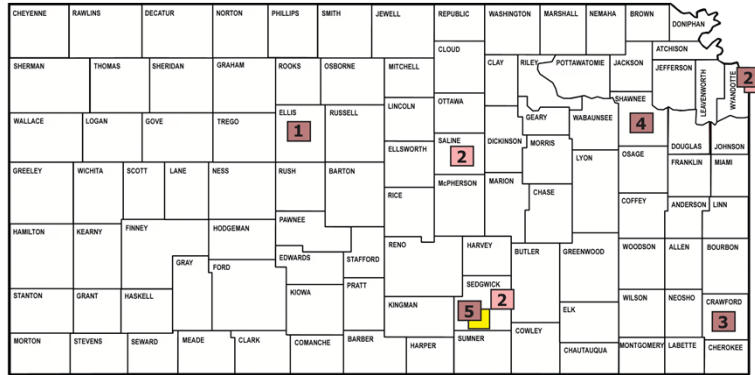 CHEYENNE RAWLINS DECATUR NORTON PHILLIPS SMITH JEWELL REPUBLIC WASHINGTON MARSHALL NEMAHA BROWN
DONIPHAN
CLOUD ATCHISON
SHERMAN THOMAS SHERIDAN GRAHAM ROOKS OSBORNE MITCHELL CLAY RILEY POTTAWATOMIE JACKSON JEFFERSON
LEAVENWORTH WYANDOTTE 2
OTTAWA SHAWNEE
LINCOLN
WALLACE LOGAN GOVE TREGO ELLIS RUSSELL GEARY WABAUNSEE
1 4
SALINE DICKINSON MORRIS DOUGLAS JOHNSON
ELLSWORTH 2 OSAGE
GREELEY WICHITA SCOTT LANE NESS RUSH BARTON LYON FRANKLIN MIAMI
McPHERSON MARION
RICE CHASE
COFFEY ANDERSON LINN
PAWNEE
HAMILTON KEARNY FINNEY HODGEMAN
RENO HARVEY BUTLER GREENWOOD WOODSON ALLEN BOURBON
EDWARDS STAFFORD
GRAY FORD
SEDGWICK
PRATT
KIOWA
STANTON GRANT HASKELL KINGMAN 5 2 WILSON NEOSHO CRAWFORD
ELK
3
COWLEY
MORTON STEVENS SEWARD MEADE CLARK COMANCHE BARBER HARPER SUMNER CHAUTAUQUA MONTGOMERY LABETTE CHEROKEE